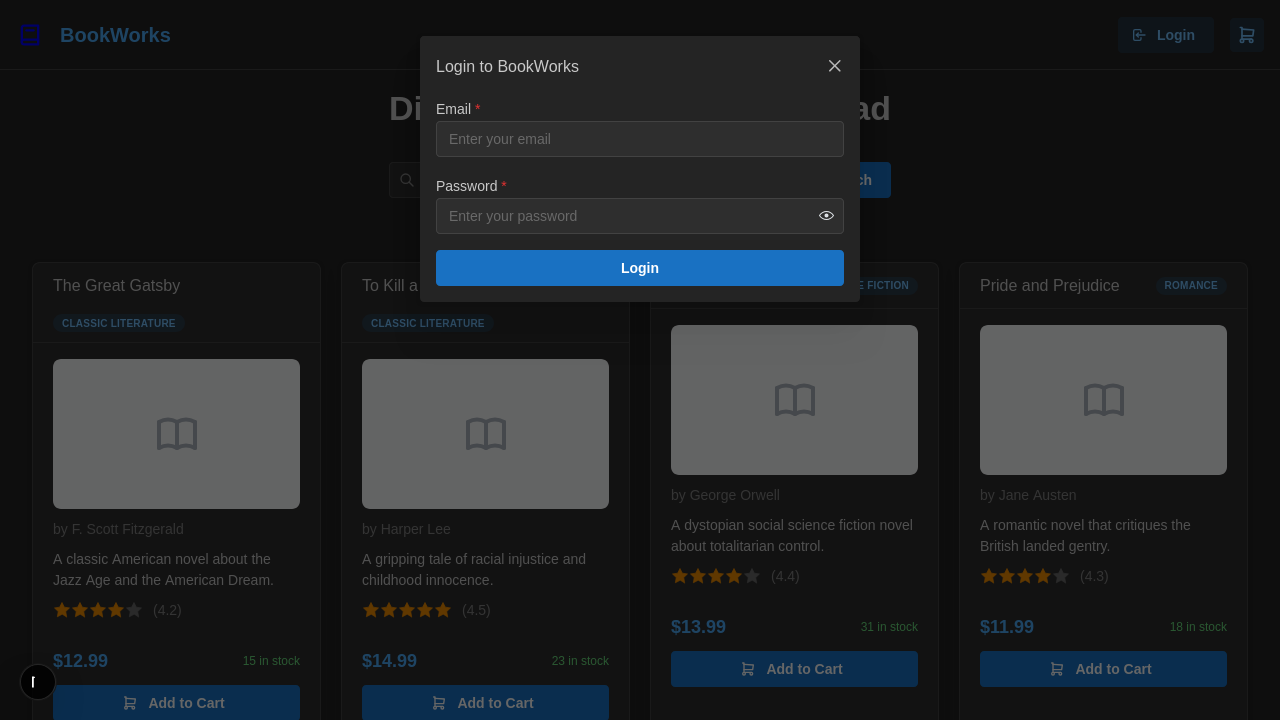 BookWorks
Login
Login to BookWorks
Email *
Enter your email
Password *
Enter your password
Login
The Great Gatsby
CLASSIC LITERATURE
by F. Scott Fitzgerald
A classic American novel about the
Jazz Age and the American Dream.
(4.2)
$12.99
15 in stock
Add to Cart
To Kill a
CLASSIC LITERATURE
by Harper Lee
A gripping tale of racial injustice and
childhood innocence.
(4.5)
$14.99
23 in stock
Add to Cart
FICTION
by George Orwell
A dystopian social science fiction novel
about totalitarian control.
(4.4)
$13.99
31 in stock
Add to Cart
Pride and Prejudice
ROMANCE
by Jane Austen
A romantic novel that critiques the
British landed gentry.
(4.3)
$11.99
18 in stock
Add to Cart